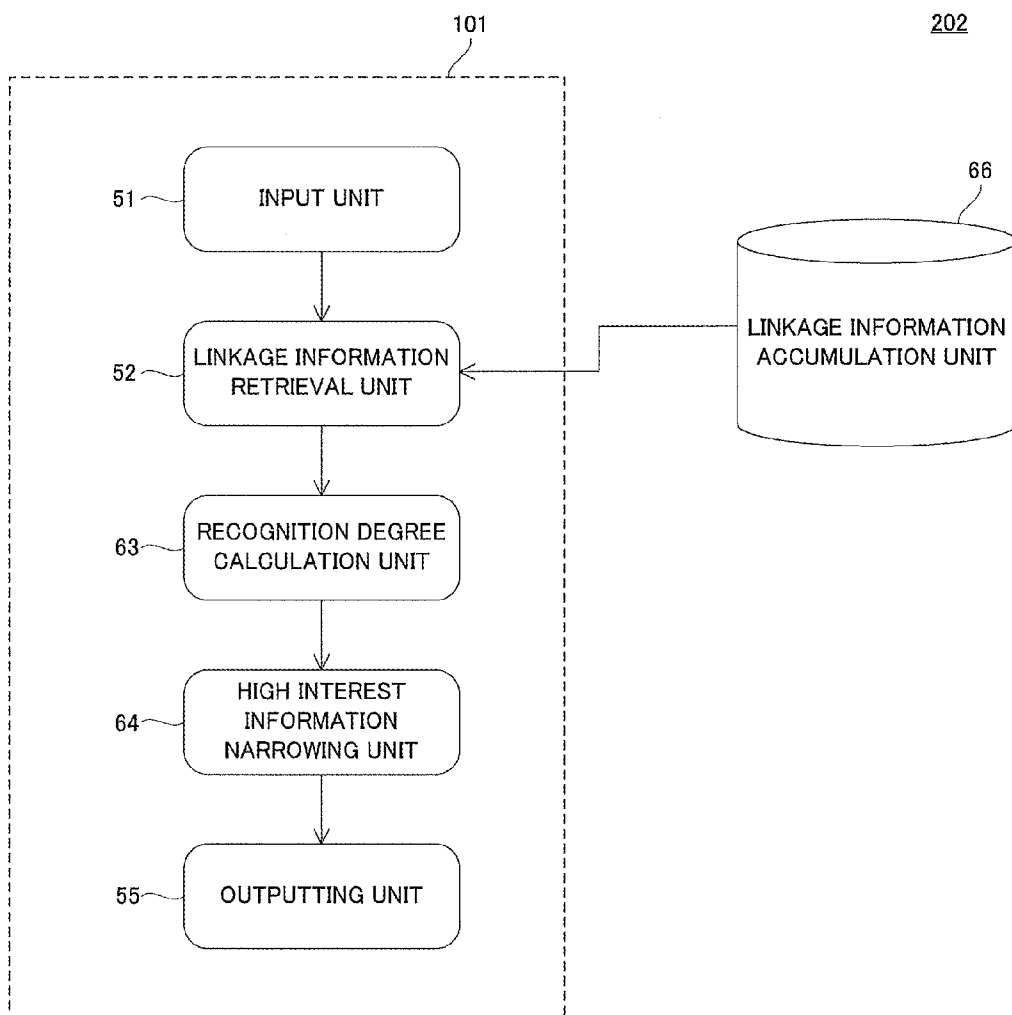 101
202
51
INPUT UNIT
66
LINKAGE INFORMATION
ACCUMULATION UNIT
52
LINKAGE INFORMATION
RETRIEVAL UNIT
63
RECOGNITION DEGREE
CALCULATION UNIT
64
HIGH INTEREST
INFORMATION
NARROWING UNIT
55
OUTPUTTING UNIT